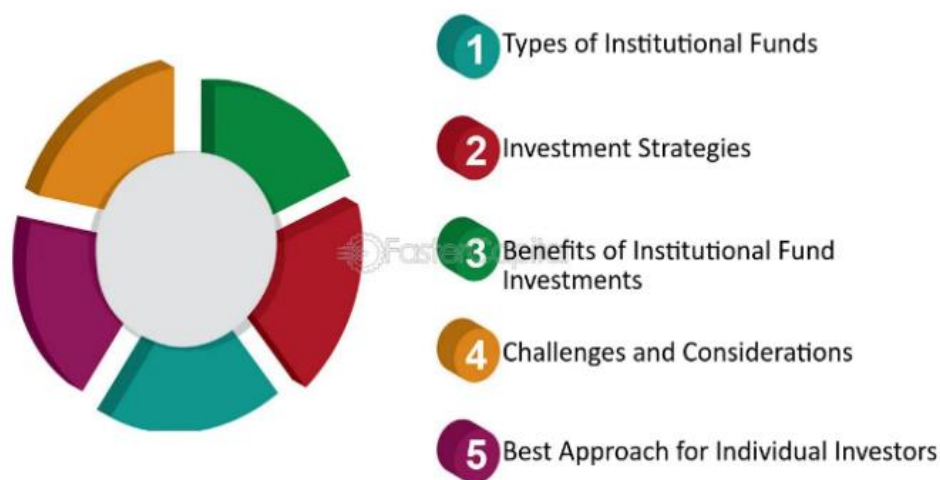 1 Types of Institutional Funds
2 Investment Strategies
3 Benefits of Institutional Fund
Investments
FasterCapital
4 Challenges and Considerations
5 Best Approach for Individual Investors